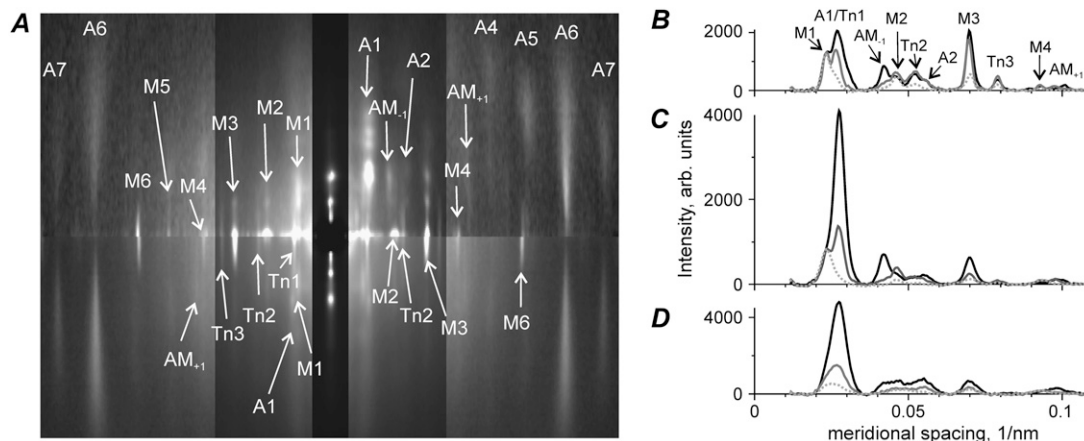 A
A6
A7
M5
M3
M2
M1
M6
M4
Tn3
Tn2
Tn1
AM+1
M1
A1
A1
A4
A2
A5
A6
A7
AM-1
AM+1
M4
M2
Tn2
M3
M6
B
A1/Tn1
M1
AM-1
M2
Tn2
A2
M3
Tn3
M4
AM+1
2000
0
C
4000
2000
0
D
4000
0
Intensity, arb. units
0 0.05 0.1
meridional spacing, 1/nm